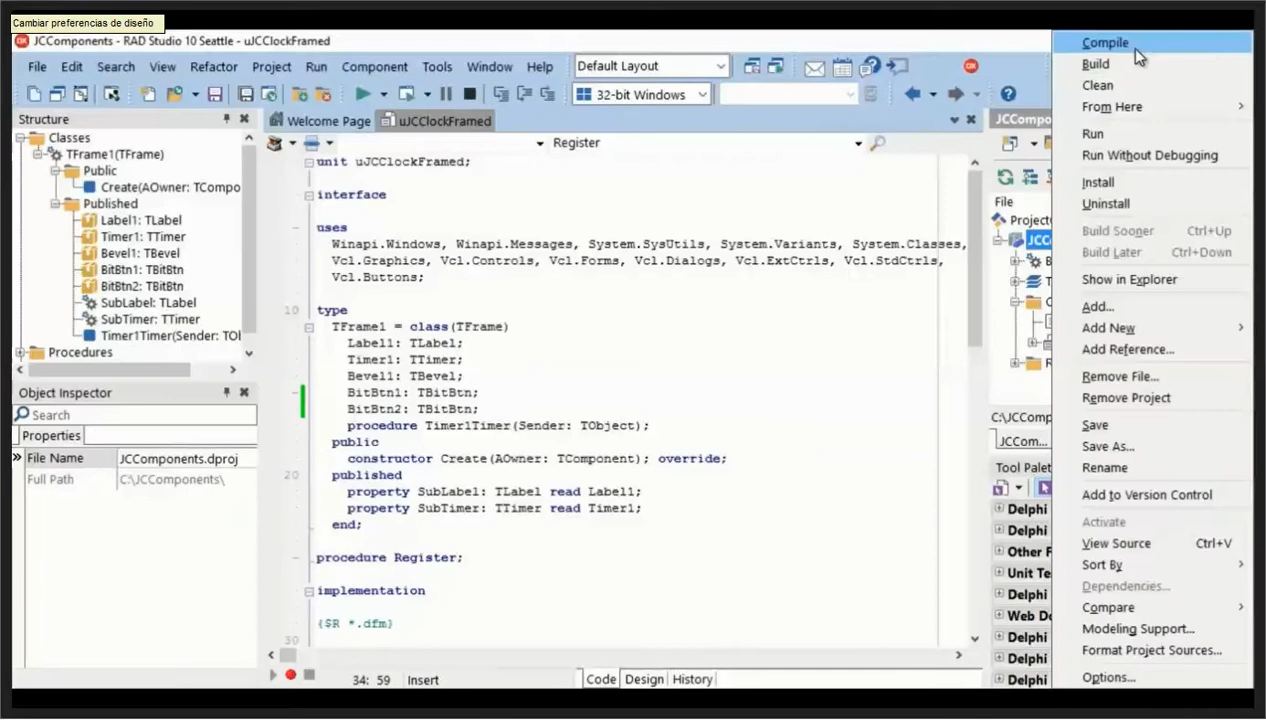 Cambiar preferencias de diseño
JCComponents - RAD Studio 10 Seattle - uJCClockFramed
File Edit Search View Refactor Project Run Component Tools Window Help
Default Layout
32-bit Windows
Structure
Classes
TFrame1(TFrame)
Public
Create(AOwner: TCompo
Published
Label1: TLabel
Timer1: TTimer
Bevel1: TBevel
BitBtn1: TBitBtn
BitBtn2: TBitBtn
SubLabel: TLabel
SubTimer: TTimer
Timer1Timer(Sender: TOl
Procedures
Object Inspector
Search
Properties
File Name JCComponents.dproj
Full Path C:\JCComponents\
Welcome Page uJCClockFramed
Register
unit uJCClockFramed;
interface
uses
Winapi.Windows, Winapi.Messages, System.SysUtils, System.Variants, System.Classes,
Vcl.Graphics, Vcl.Controls, Vcl.Forms, Vcl.Dialogs, Vcl.ExtCtrls, Vcl.StdCtrls,
Vcl.Buttons;
10 type
TFrame1 = class(TFrame)
Label1: TLabel;
Timer1: TTimer;
Bevel1: TBevel;
BitBtn1: TBitBtn;
BitBtn2: TBitBtn;
procedure Timer1Timer(Sender: TObject);
public
constructor Create(AOwner: TComponent); override;
20 published
property SubLabel: TLabel read Label1;
property SubTimer: TTimer read Timer1;
end;
procedure Register;
implementation
{$R *.dfm}
30
34: 59 Insert
Code Design History
JCCompo
File
Project
JCC
B
T
C
R
C:\JCComp
JCCom...
Tool Palet
Delphi
Delphi
Other F
Unit Te
Delphi
Web Do
Delphi
Delphi
Delphi
Compile
Build
Clean
From Here
Run
Run Without Debugging
Install
Uninstall
Build Sooner Ctrl+Up
Build Later Ctrl+Down
Show in Explorer
Add...
Add New
Add Reference...
Remove File...
Remove Project
Save
Save As...
Rename
Add to Version Control
Activate
View Source Ctrl+V
Sort By
Dependencies...
Compare
Modeling Support...
Format Project Sources...
Options...